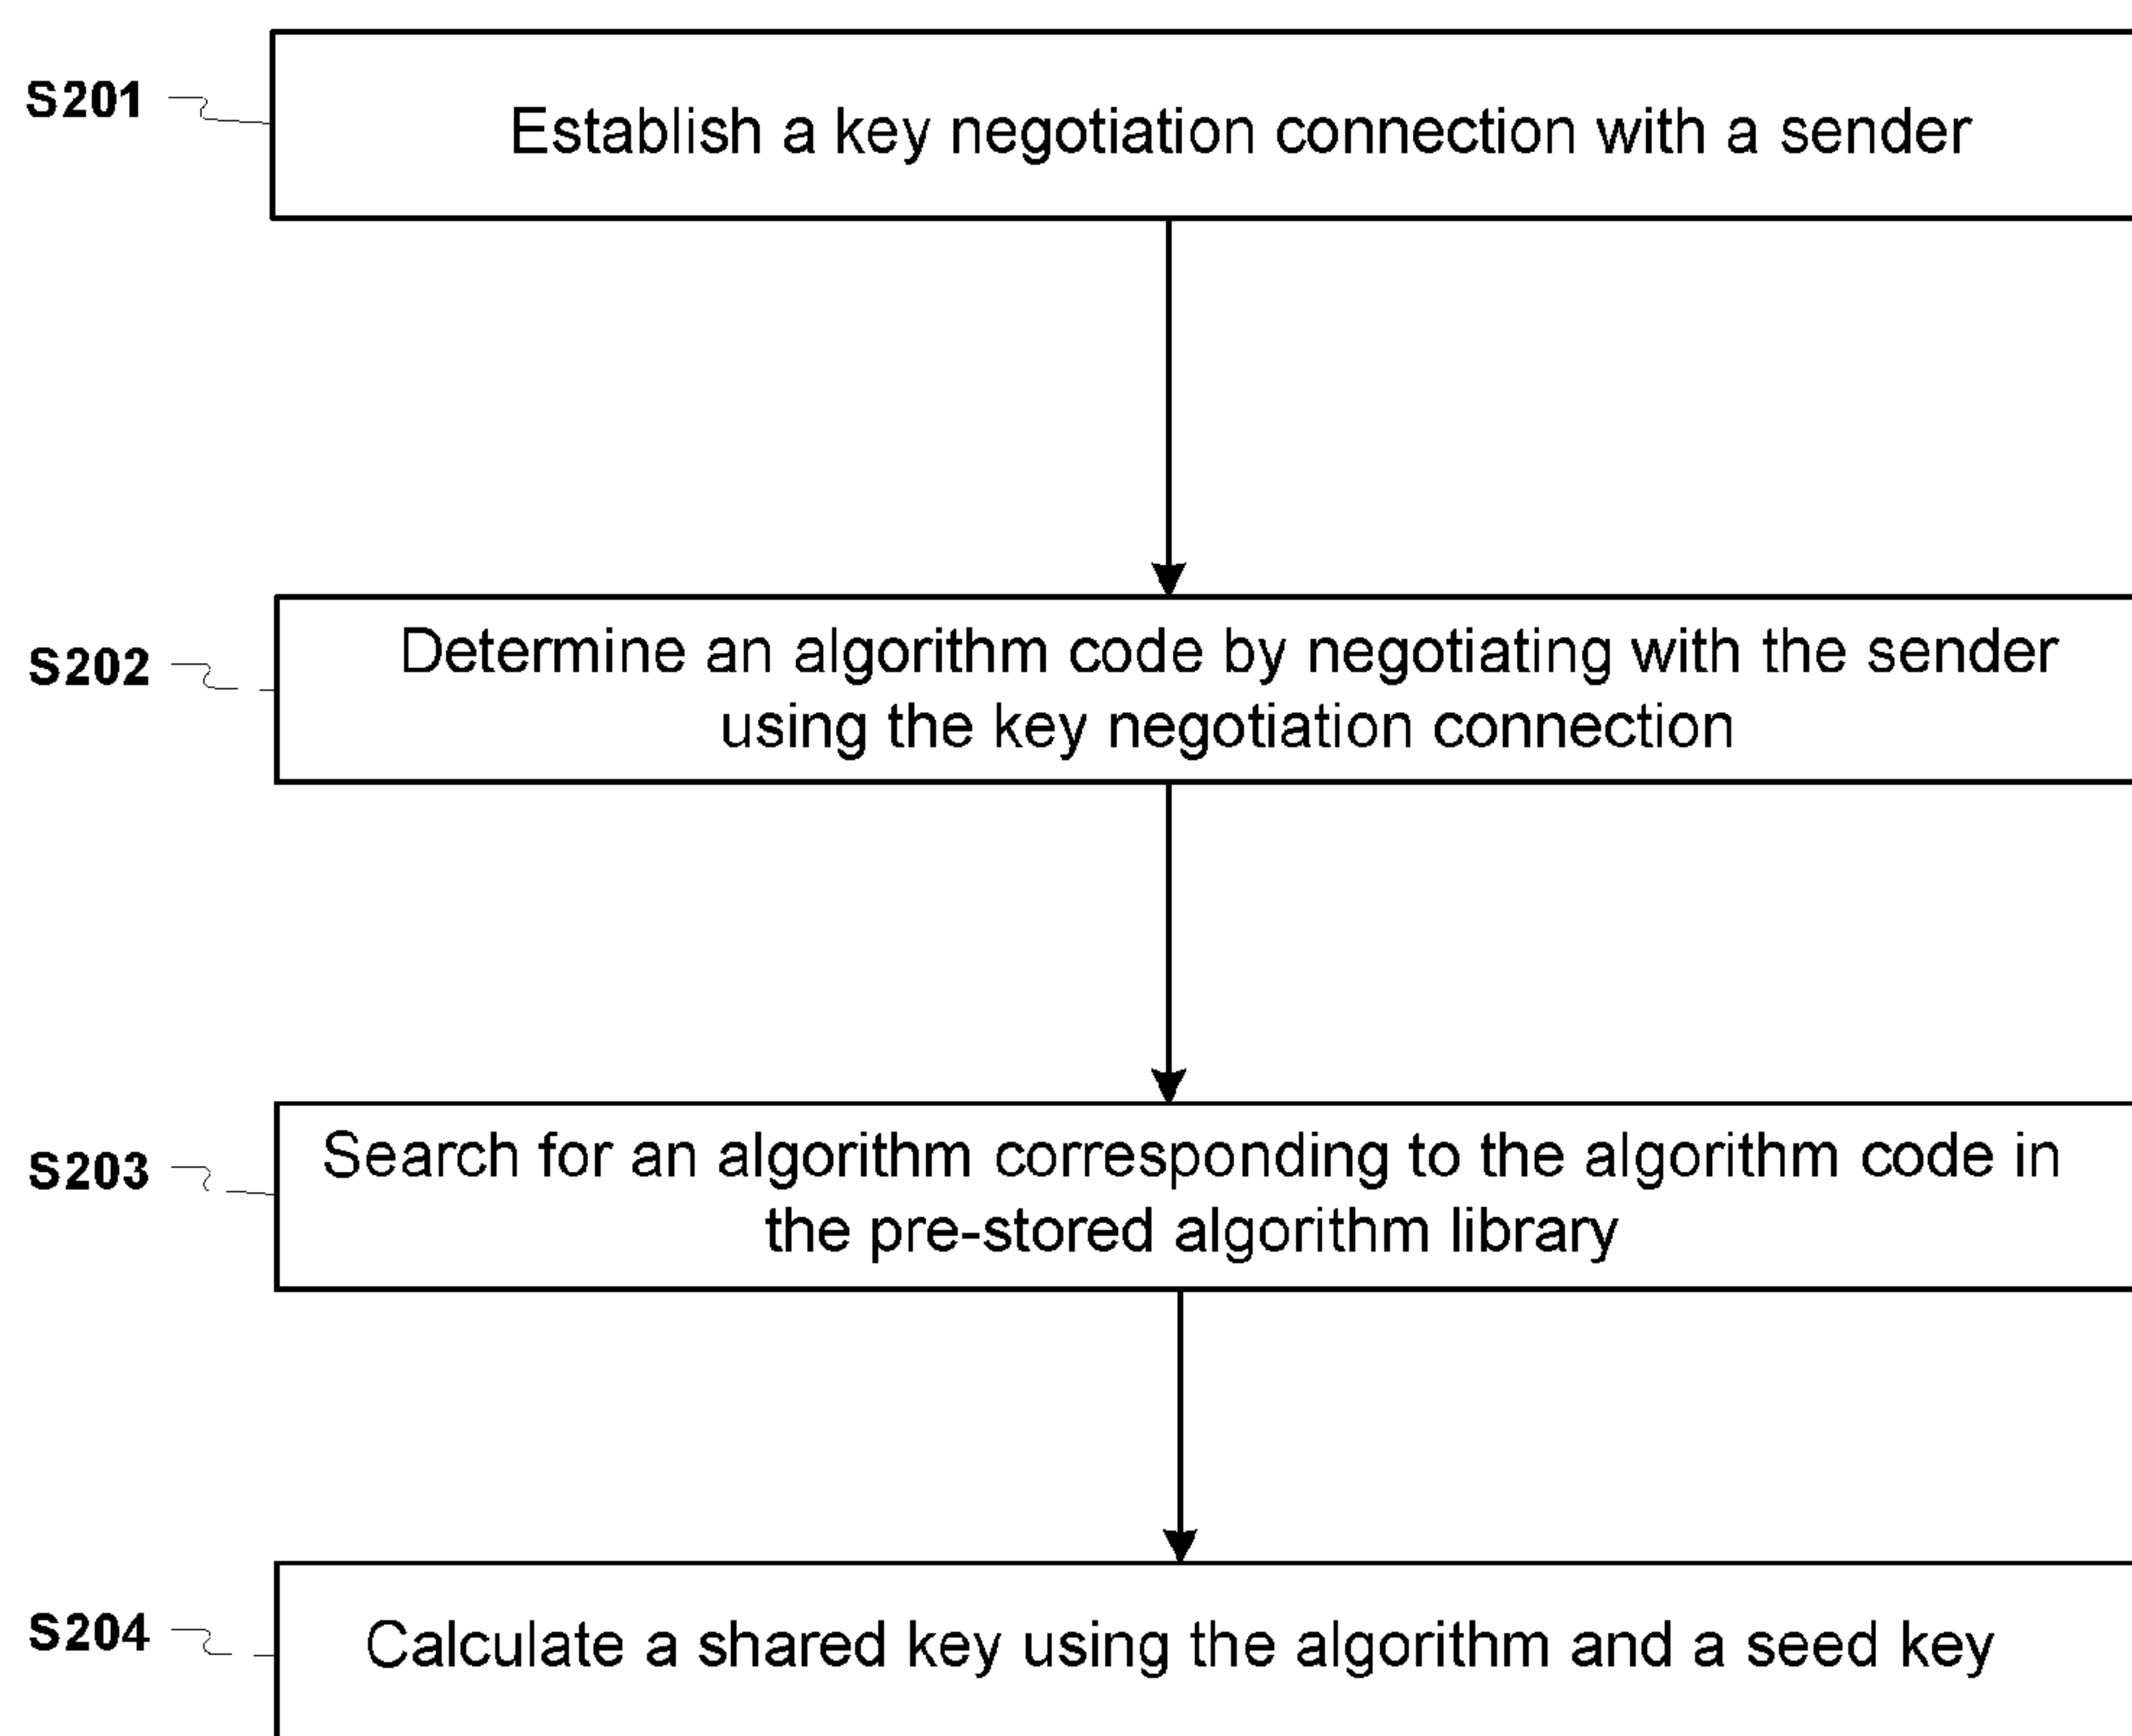 S201
Establish a key negotiation connection with a sender
S202
Determine an algorithm code by negotiating with the sender
using the key negotiation connection
S203
Search for an algorithm corresponding to the algorithm code in
the pre-stored algorithm library
S204
Calculate a shared key using the algorithm and a seed key